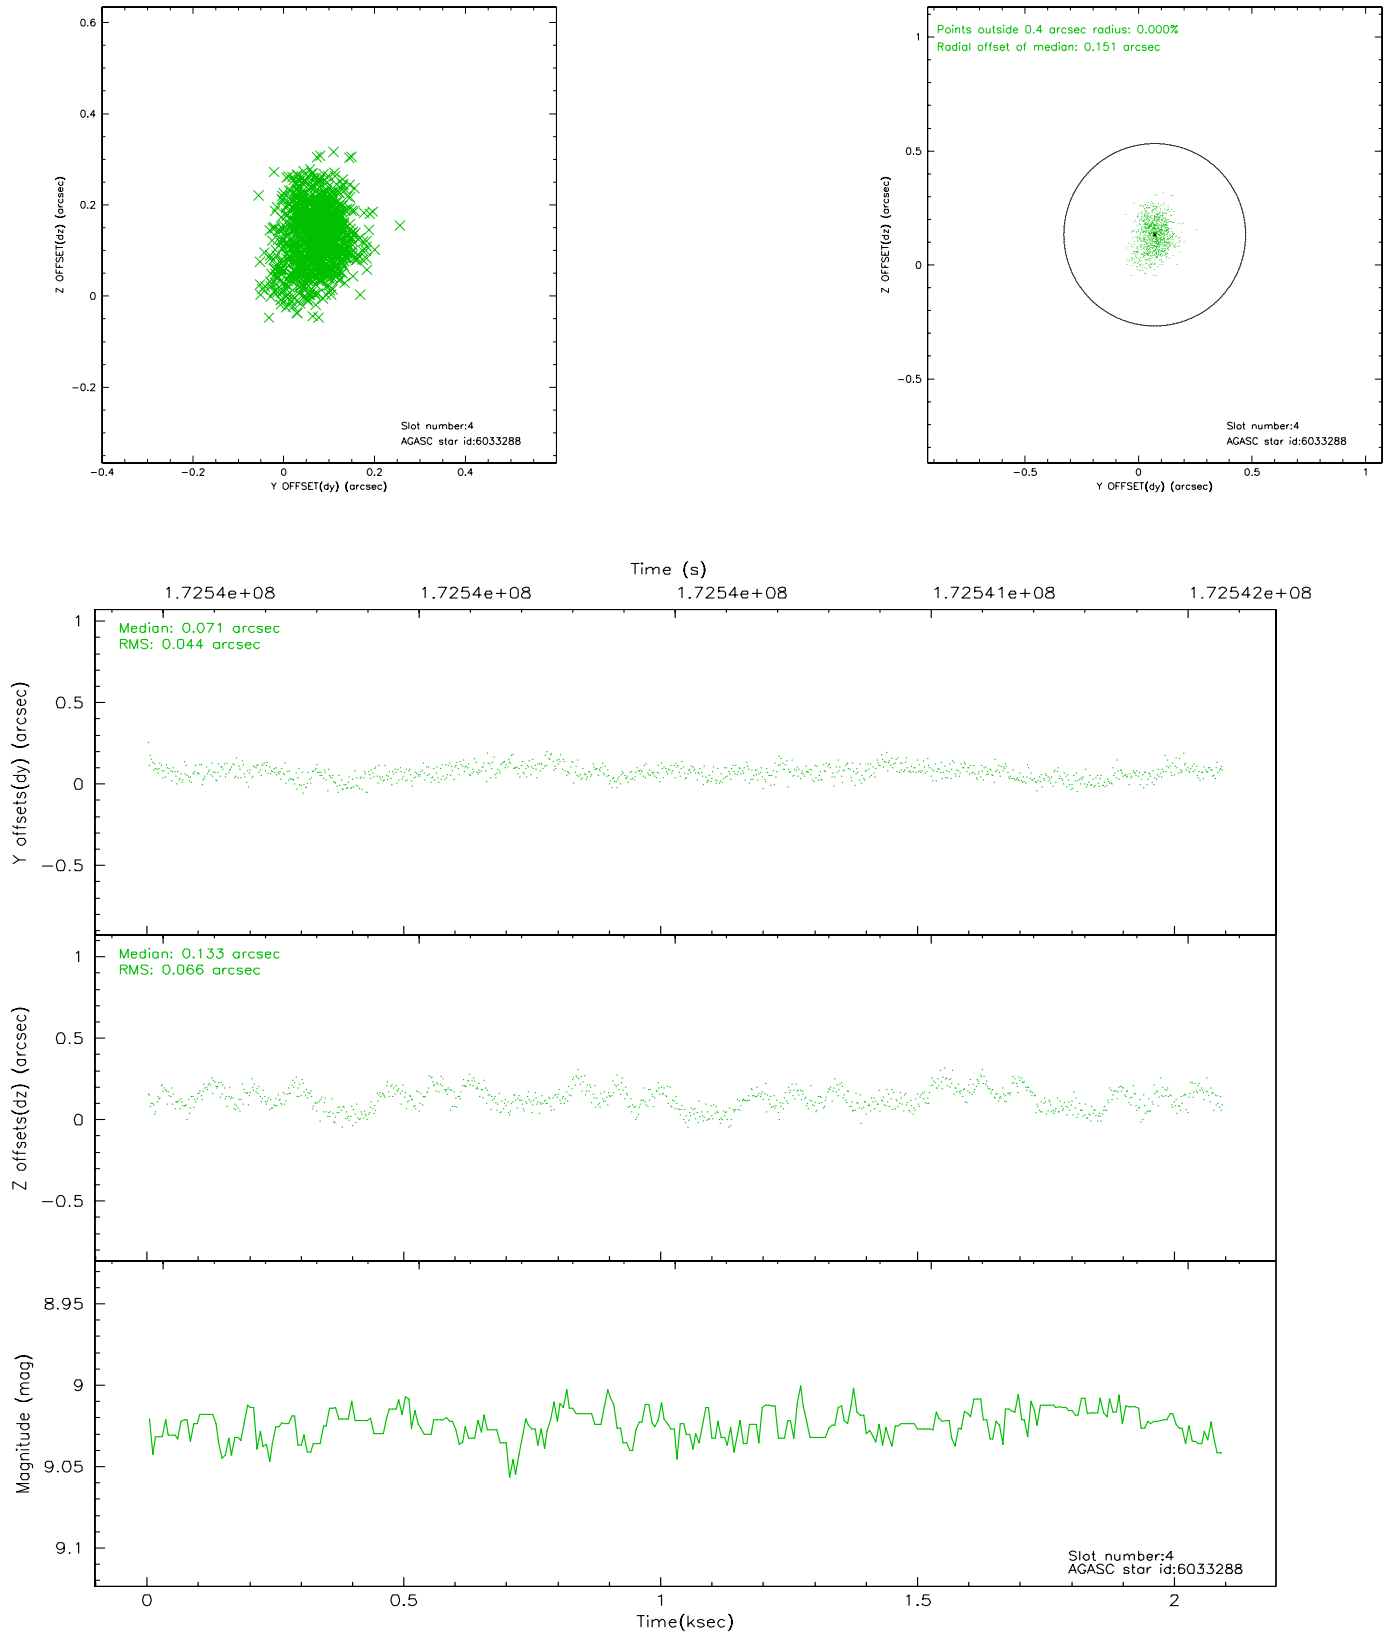 0.6
0.4
0.2
0
−0.2
Z OFFSET(dz) (arcsec)
Slot number:4
AGASC star id:6033288
−0.4 −0.2 0 0.2 0.4
Y OFFSET(dy) (arcsec)
Points outside 0.4 arcsec radius: 0.000%
Radial offset of median: 0.151 arcsec
1
0.5
0
−0.5
Z OFFSET(dz) (arcsec)
Slot number:4
AGASC star id:6033288
−0.5 0 0.5 1
Y OFFSET(dy) (arcsec)
Time (s)
1.7254e+08 1.7254e+08 1.7254e+08 1.72541e+08 1.72542e+08
Median: 0.071 arcsec
RMS: 0.044 arcsec
1
0.5
0
−0.5
Y offsets(dy) (arcsec)
Median: 0.133 arcsec
RMS: 0.066 arcsec
1
0.5
0
−0.5
Z offsets(dz) (arcsec)
8.95
9
9.05
9.1
Magnitude (mag)
Slot number:4
AGASC star id:6033288
0 0.5 1 1.5 2
Time(ksec)